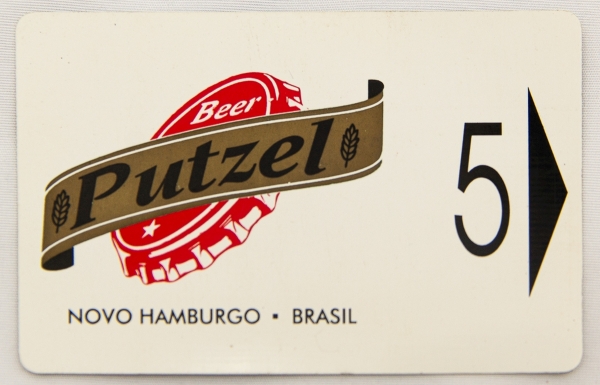 Beer
Putzel
5
NOVO HAMBURGO • BRASIL